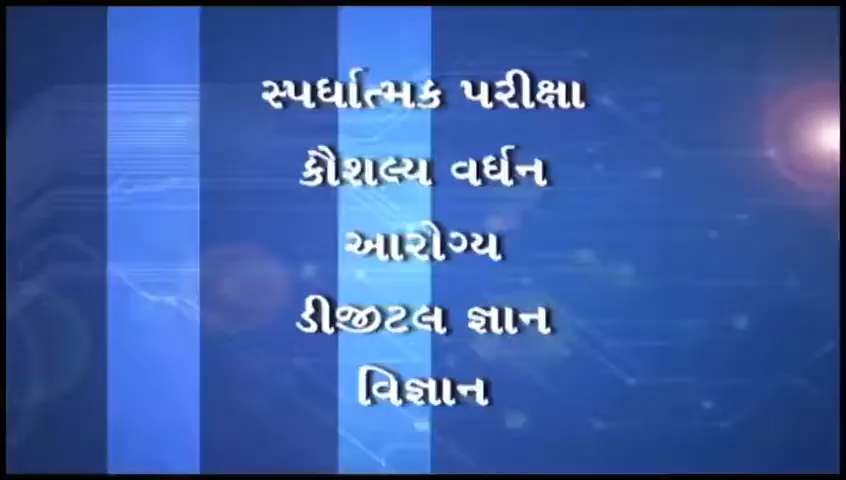 સ્પર્ધાત્મક પરીક્ષા
કૌશલ્ય વર્ધન
આરોગ્ય
ડીજીટલ જ્ઞાન
વિજ્ઞાન